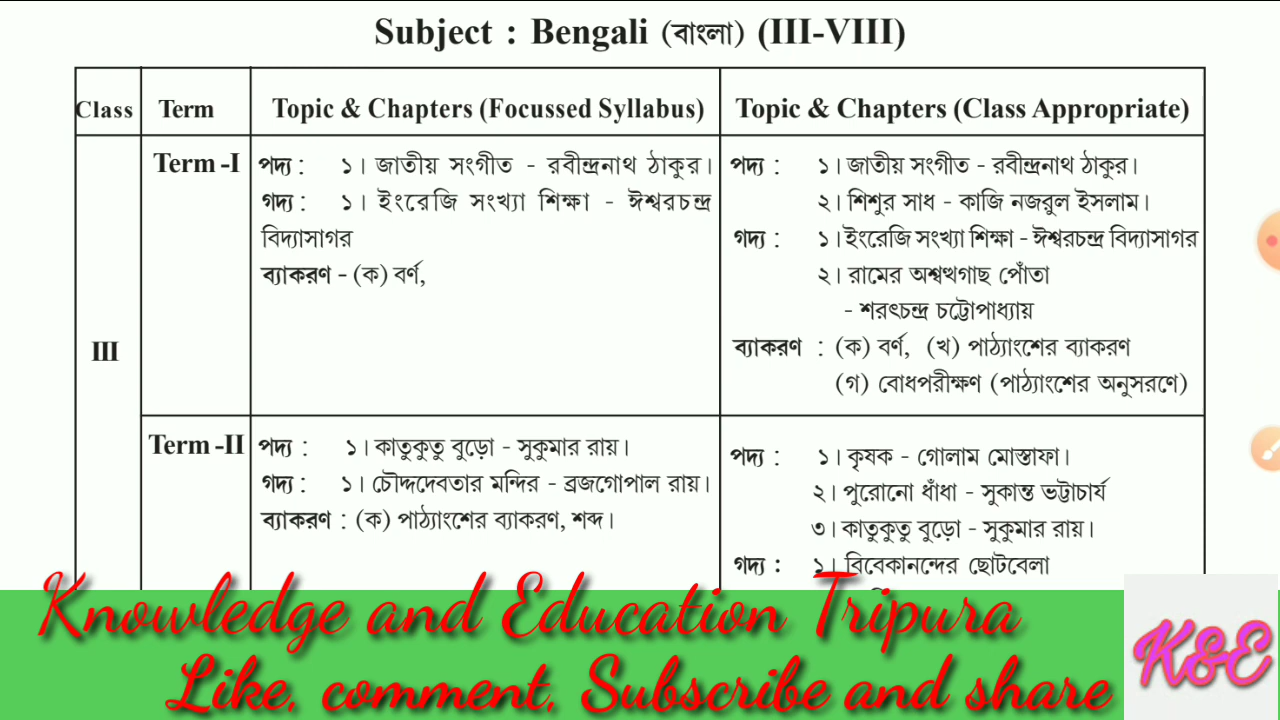 Subject : Bengali (বাংলা) (III-VIII)
Class Term Topic & Chapters (Focussed Syllabus) Topic & Chapters (Class Appropriate)
III
Term -I
পদ্য : ১। জাতীয় সংগীত - রবীন্দ্রনাথ ঠাকুর।
গদ্য : ১। ইংরেজি সংখ্যা শিক্ষা - ঈশ্বরচন্দ্র
বিদ্যাসাগর
ব্যাকরণ - (ক) বর্ণ,
পদ্য : ১। জাতীয় সংগীত - রবীন্দ্রনাথ ঠাকুর।
২। শিশুর সাধ - কাজি নজরুল ইসলাম।
গদ্য : ১। ইংরেজি সংখ্যা শিক্ষা - ঈশ্বরচন্দ্র বিদ্যাসাগর
২। রামের অশ্বত্থগাছ পোঁতা
- শরৎচন্দ্র চট্টোপাধ্যায়
ব্যাকরণ : (ক) বর্ণ, (খ) পাঠ্যাংশের ব্যাকরণ
(গ) বোধপরীক্ষণ (পাঠ্যাংশের অনুসরণে)
Term -II
পদ্য : ১। কাতুকুতু বুড়ো - সুকুমার রায়।
গদ্য : ১। চৌদ্দদেবতার মন্দির - ব্রজগোপাল রায়।
ব্যাকরণ : (ক) পাঠ্যাংশের ব্যাকরণ, শব্দ।
পদ্য : ১। কৃষক - গোলাম মোস্তাফা।
২। পুরোনো ধাঁধা - সুকান্ত ভট্টাচার্য
৩। কাতুকুতু বুড়ো - সুকুমার রায়।
গদ্য : ১। বিবেকানন্দের ছোটবেলা
Knowledge and Education Tripura
Like, comment, Subscribe and share
K&E